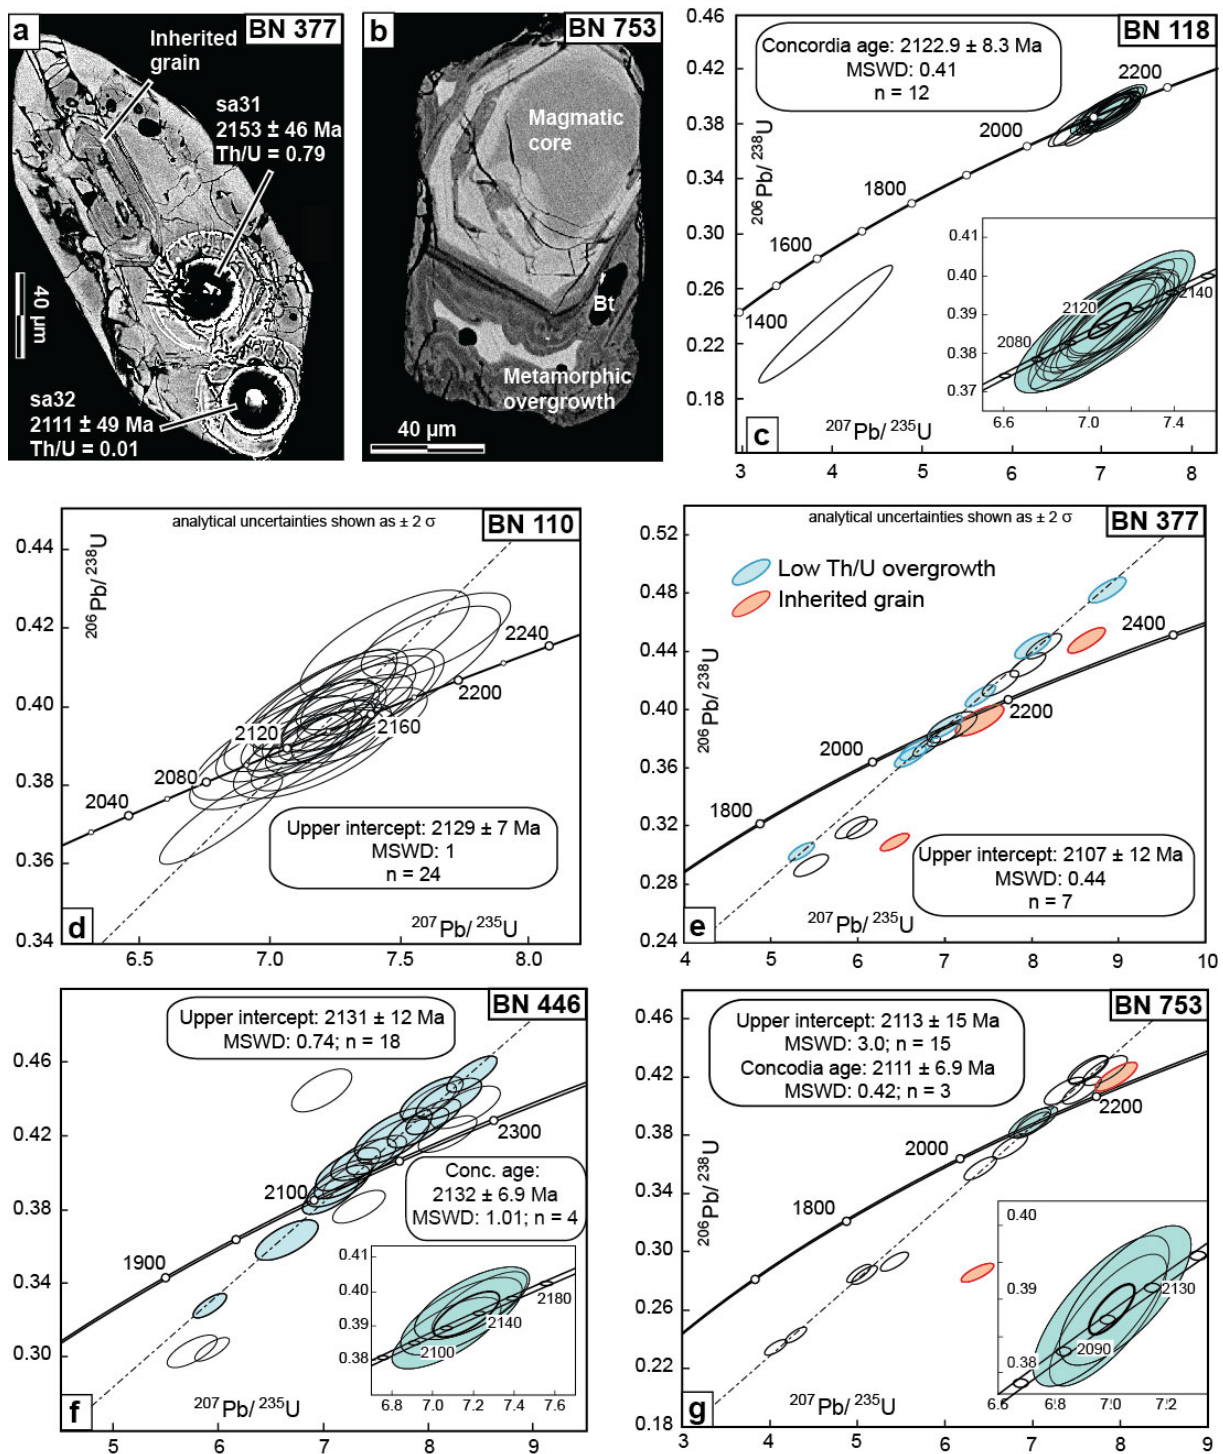 a
BN 377
Inherited
grain
sa31
2153 ± 46 Ma
Th/U = 0.79
40 µm
sa32
2111 ± 49 Ma
Th/U = 0.01
b
BN 753
Magmatic
core
Bt
Metamorphic
overgrowth
40 µm
c
BN 118
Concordia age: 2122.9 ± 8.3 Ma
MSWD: 0.41
n = 12
206Pb/ 238U
0.46
0.42
0.38
0.34
0.30
0.26
0.22
0.18
2200
2000
1800
1600
1400
0.41
0.40
0.39
0.38
0.37
2140
2120
2080
6.6
7.0
7.4
207Pb/ 235U
3
4
5
6
7
8
d
BN 110
analytical uncertainties shown as ± 2 σ
206Pb/ 238U
0.44
0.42
0.40
0.38
0.36
0.34
2240
2200
2160
2120
2080
2040
Upper intercept: 2129 ± 7 Ma
MSWD: 1
n = 24
207Pb/ 235U
6.5
7.0
7.5
8.0
e
BN 377
analytical uncertainties shown as ± 2 σ
Low Th/U overgrowth
Inherited grain
206Pb/ 238U
0.52
0.48
0.44
0.40
0.36
0.32
0.28
0.24
2400
2200
2000
1800
Upper intercept: 2107 ± 12 Ma
MSWD: 0.44
n = 7
207Pb/ 235U
4
5
6
7
8
9
10
f
BN 446
Upper intercept: 2131 ± 12 Ma
MSWD: 0.74; n = 18
0.46
0.42
0.38
0.34
0.30
2300
2100
1900
Conc. age:
2132 ± 6.9 Ma
MSWD: 1.01; n = 4
0.41
0.40
0.39
0.38
2180
2140
2100
6.8
7.0
7.2
7.4
7.6
207Pb/ 235U
5
6
7
8
9
g
BN 753
Upper intercept: 2113 ± 15 Ma
MSWD: 3.0; n = 15
Concodia age: 2111 ± 6.9 Ma
MSWD: 0.42; n = 3
206Pb/ 238U
0.46
0.42
0.38
0.34
0.30
0.26
0.22
0.18
2200
2000
1800
0.40
0.39
0.38
2130
2090
6.6
6.8
7.0
7.2
207Pb/ 235U
3
4
5
6
7
8
9